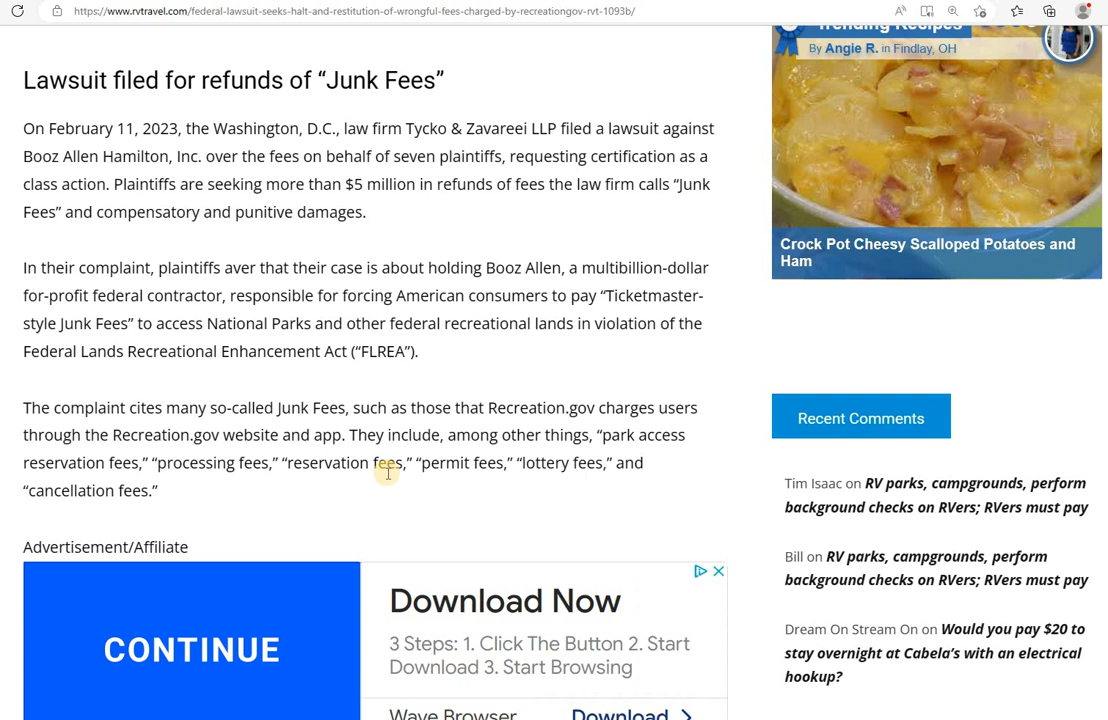 https://www.rvtravel.com/federal-lawsuit-seeks-halt-and-restitution-of-wrongful-fees-charged-by-recreationgov-rvt-1093b/
Lawsuit filed for refunds of “Junk Fees”
On February 11, 2023, the Washington, D.C., law firm Tycko & Zavareei LLP filed a lawsuit against
Booz Allen Hamilton, Inc. over the fees on behalf of seven plaintiffs, requesting certification as a
class action. Plaintiffs are seeking more than $5 million in refunds of fees the law firm calls “Junk
Fees” and compensatory and punitive damages.
In their complaint, plaintiffs aver that their case is about holding Booz Allen, a multibillion-dollar
for-profit federal contractor, responsible for forcing American consumers to pay “Ticketmaster-
style Junk Fees” to access National Parks and other federal recreational lands in violation of the
Federal Lands Recreational Enhancement Act (“FLREA”).
The complaint cites many so-called Junk Fees, such as those that Recreation.gov charges users
through the Recreation.gov website and app. They include, among other things, “park access
reservation fees,” “processing fees,” “reservation fees,” “permit fees,” “lottery fees,” and
“cancellation fees.”
Advertisement/Affiliate
CONTINUE
Download Now
3 Steps: 1. Click The Button 2. Start
Download 3. Start Browsing
Wave Browser
Download
Trending Recipes
By Angie R. in Findlay, OH
Crock Pot Cheesy Scalloped Potatoes and
Ham
Recent Comments
Tim Isaac on RV parks, campgrounds, perform
background checks on RVers; RVers must pay
Bill on RV parks, campgrounds, perform
background checks on RVers; RVers must pay
Dream On Stream On on Would you pay $20 to
stay overnight at Cabela’s with an electrical
hookup?